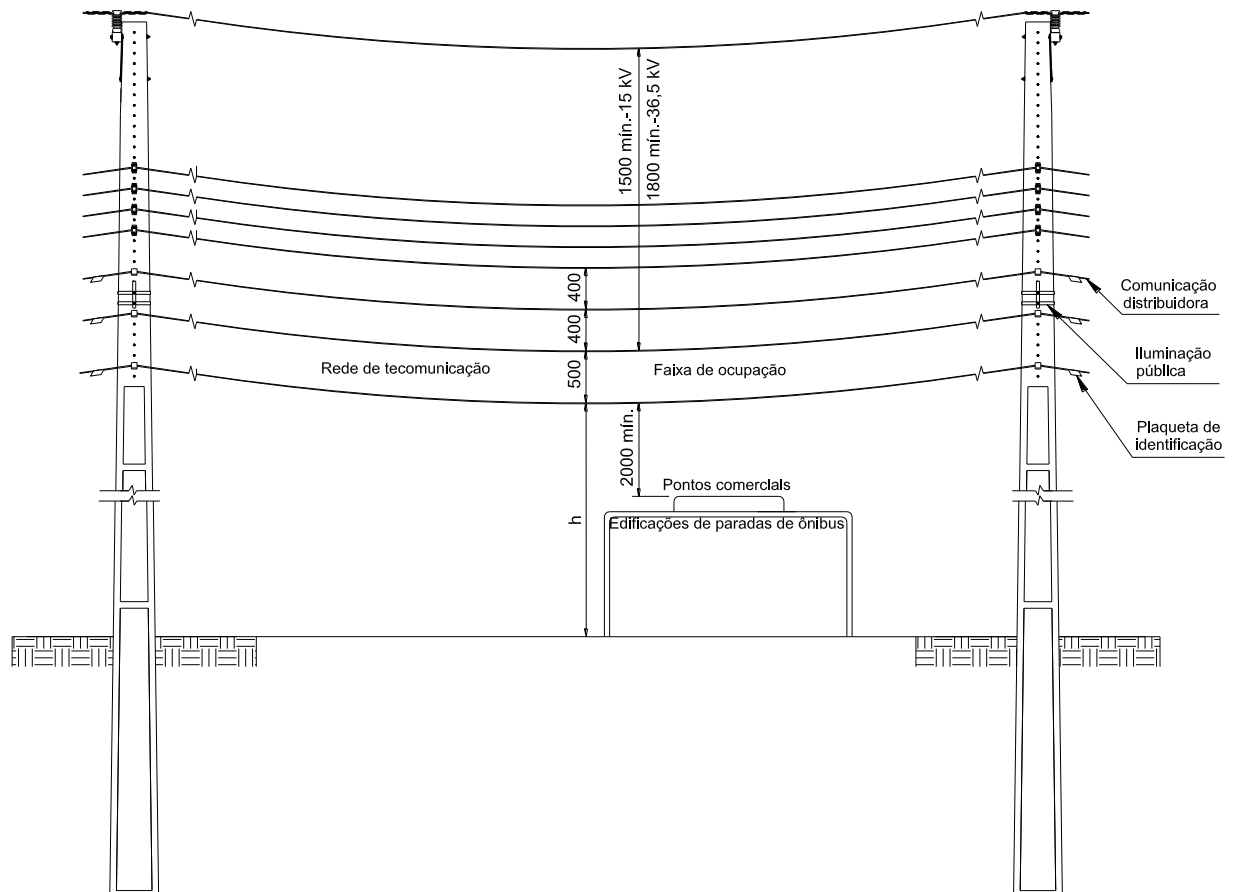 1500 mín.-15 kV
1800 mín.-36,5 kV
400
400
500
Comunicação
distribuidora
Iluminação
pública
Rede de tecomunicação
Faixa de ocupação
Plaqueta de
identificação
2000 mín.
h
Pontos comerciais
Edificações de paradas de ônibus